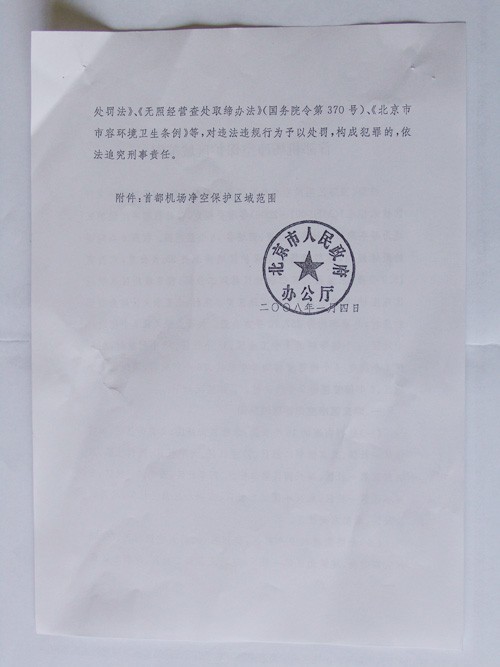 处罚法》、《无照经营查处取缔办法》(国务院令第 370 号)、《北京市
市容环境卫生条例》等,对违法违规行为予以处罚,构成犯罪的,依
法追究刑事责任。
附件:首都机场净空保护区域范围
北京市人民政府
办公厅
二〇〇八年一月四日